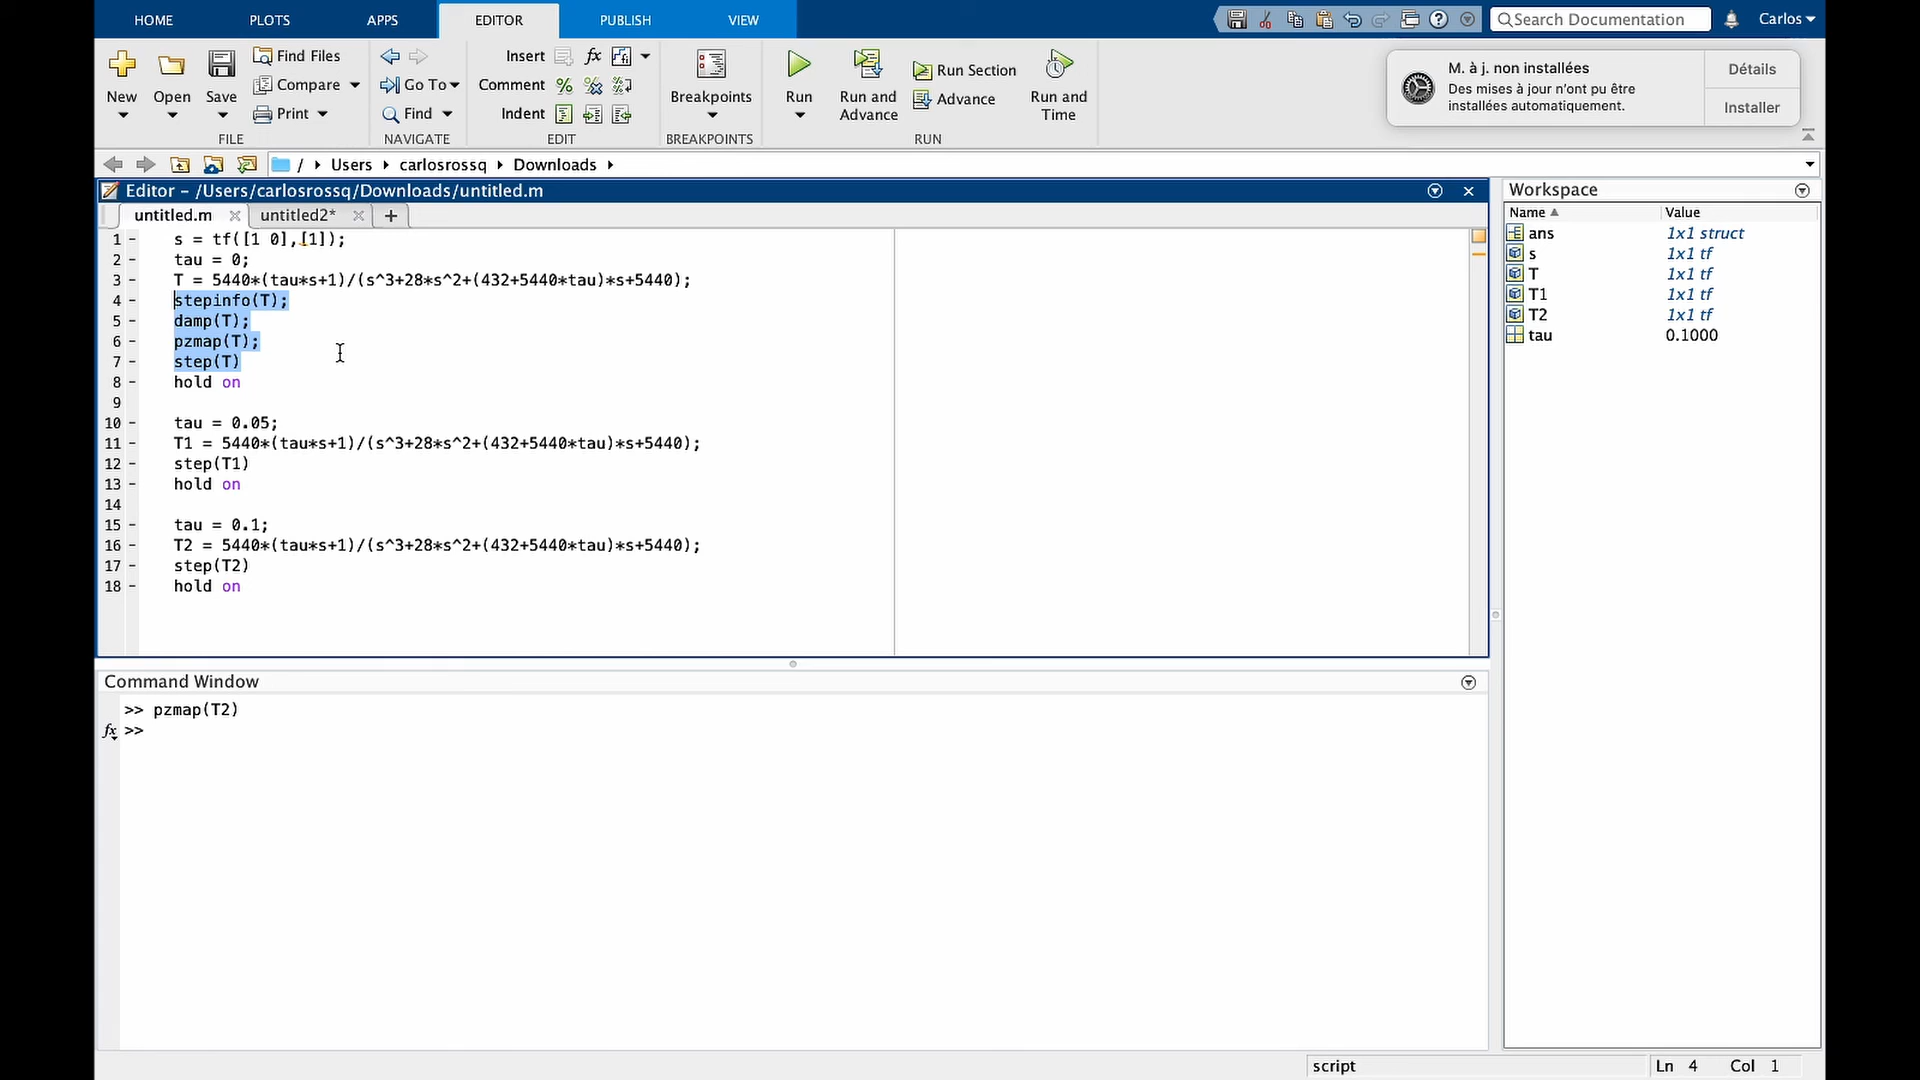 HOME PLOTS APPS EDITOR PUBLISH VIEW Search Documentation Carlos
New Open Save Find Files Compare Print
FILE
Go To Find
NAVIGATE
Insert fx
Comment
Indent
EDIT
Breakpoints
BREAKPOINTS
Run Run and Advance Run Section Advance Run and Time
RUN
M. à j. non installées
Des mises à jour n'ont pu être
installées automatiquement.
Détails
Installer
/ Users carlosrossq Downloads
Editor - /Users/carlosrossq/Downloads/untitled.m
untitled.m untitled2* +
1 - s = tf([1 0],[1]);
2 - tau = 0;
3 - T = 5440*(tau*s+1)/(s^3+28*s^2+(432+5440*tau)*s+5440);
4 - stepinfo(T);
5 - damp(T);
6 - pzmap(T);
7 - step(T)
8 - hold on
9
10 - tau = 0.05;
11 - T1 = 5440*(tau*s+1)/(s^3+28*s^2+(432+5440*tau)*s+5440);
12 - step(T1)
13 - hold on
14
15 - tau = 0.1;
16 - T2 = 5440*(tau*s+1)/(s^3+28*s^2+(432+5440*tau)*s+5440);
17 - step(T2)
18 - hold on
Workspace
Name Value
ans 1x1 struct
s 1x1 tf
T 1x1 tf
T1 1x1 tf
T2 1x1 tf
tau 0.1000
Command Window
>> pzmap(T2)
fx >>
script Ln 4 Col 1